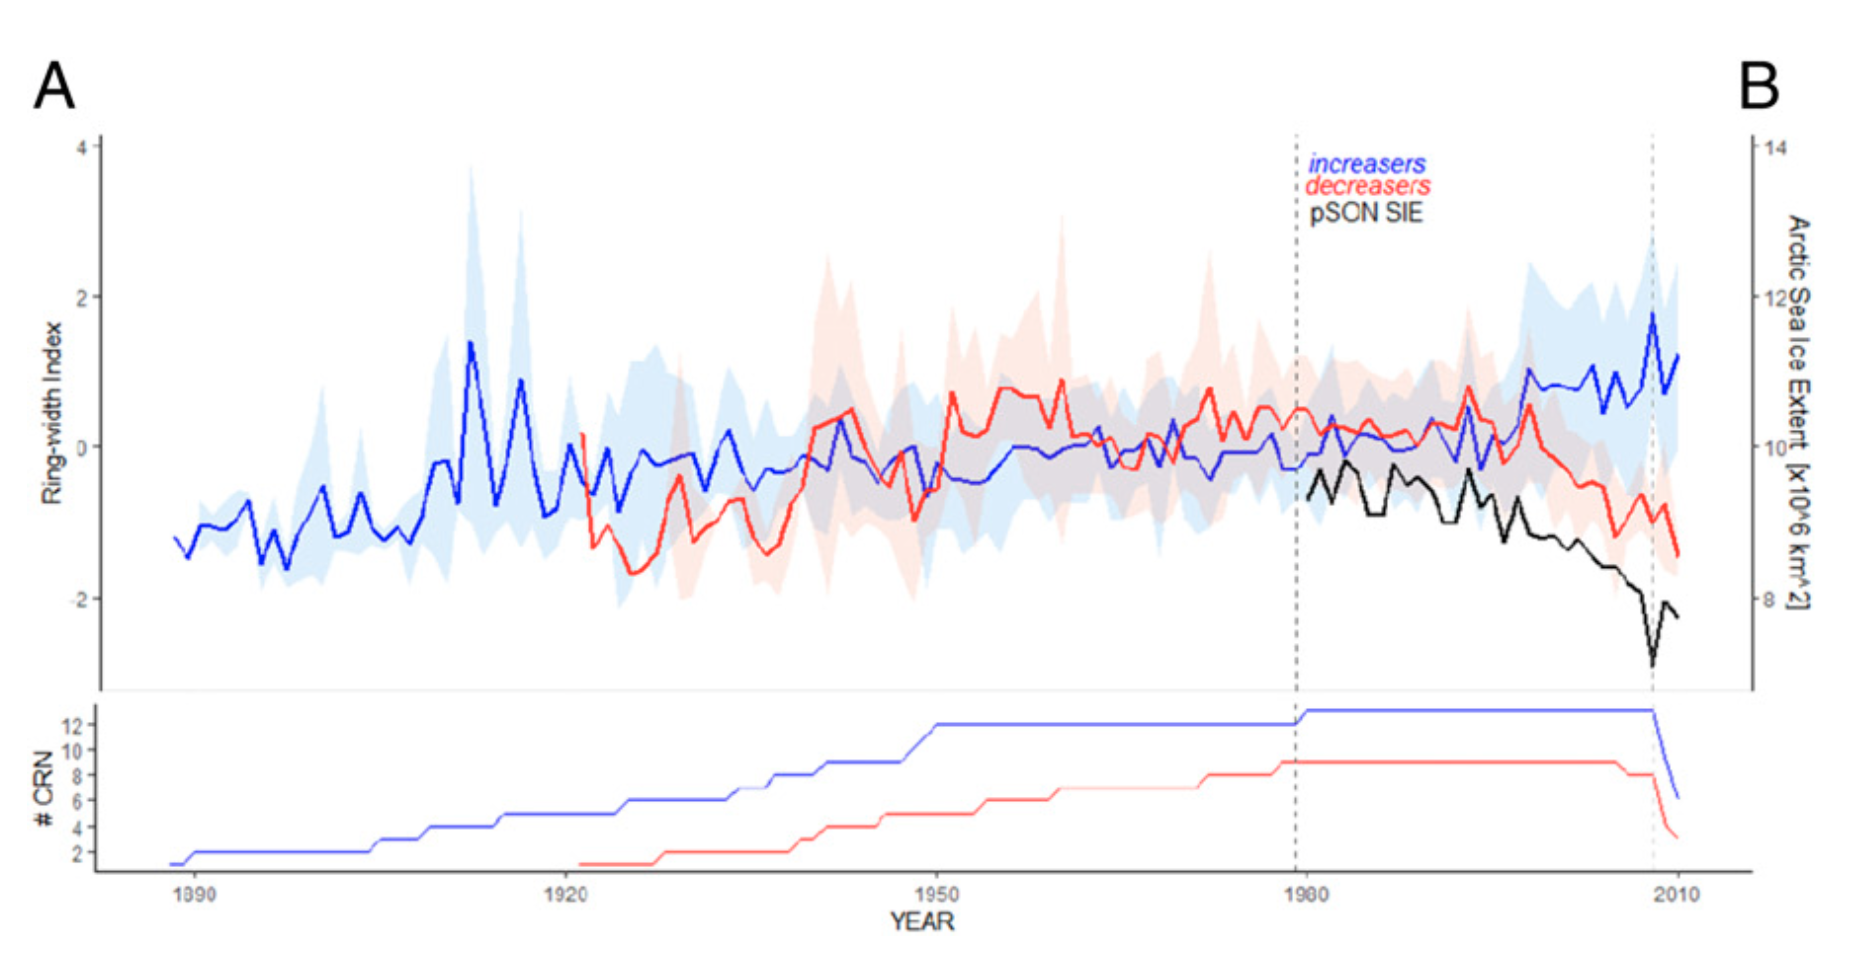 A
B
4
2
0
-2
Ring-width Index
increasers
decreasers
pSON SIE
14
12
10
8
Arctic Sea Ice Extent [x10^6 km^2]
12
10
8
6
4
2
# CRN
1890
1920
1950
1980
2010
YEAR